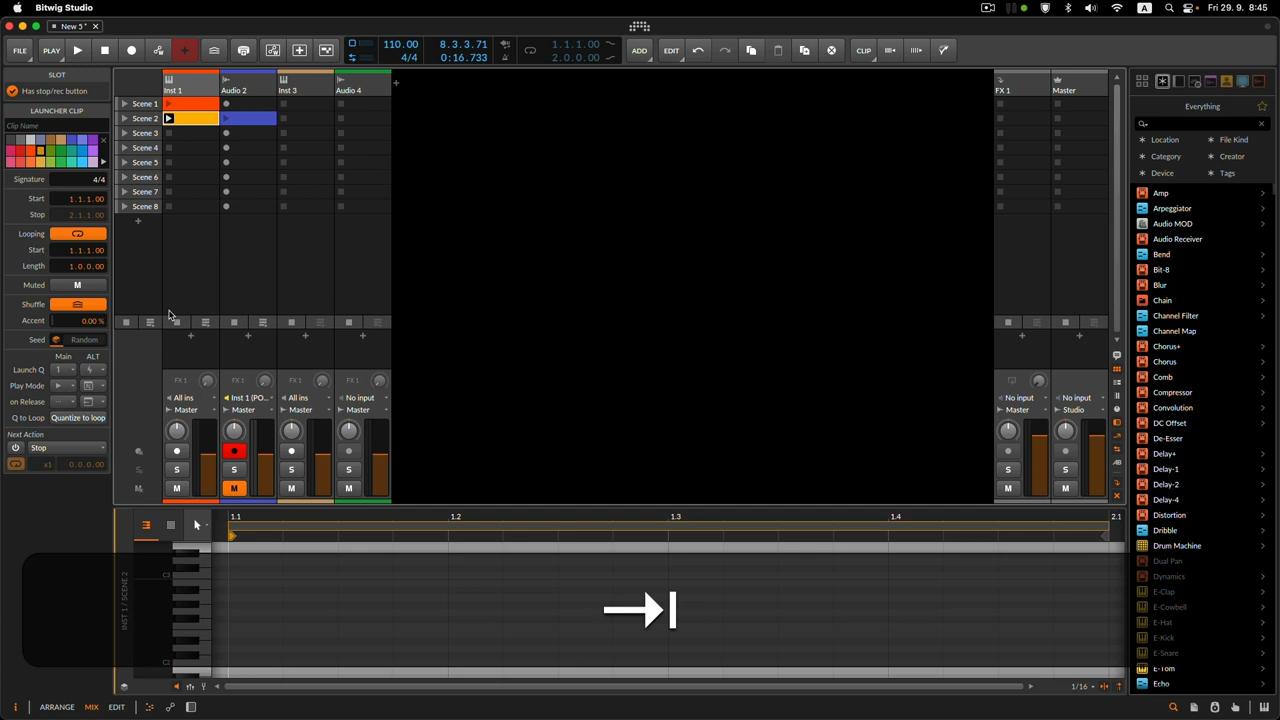 Bitwig Studio
A
Fri 29. 9. 8:45
New 5 *
FILE
PLAY
110.00
4/4
8.3.3.71
0:16.733
1.1.1.00
2.0.0.00
ADD
EDIT
CLIP
SLOT
Has stop/rec button
LAUNCHER CLIP
Clip Name
Signature 4/4
Start 1.1.1.00
Stop 2.1.1.00
Looping
Start 1.1.1.00
Length 1.0.0.00
Muted M
Shuffle
Accent 0.00 %
Seed Random
Main ALT
Launch Q 1
Play Mode
on Release
Q to Loop Quantize to loop
Next Action
Stop
x1 0.0.0.00
Inst 1
Audio 2
Inst 3
Audio 4
FX 1
Master
Scene 1
Scene 2
Scene 3
Scene 4
Scene 5
Scene 6
Scene 7
Scene 8
FX 1
FX 1
FX 1
FX 1
All ins
Inst 1 (PO...
All ins
No input
No input
No input
Master
Master
Master
Master
Master
Studio
S
S
S
S
S
S
M
M
M
M
M
M
1.1
1.2
1.3
1.4
2.1
INST 1 / SCENE 2
C3
C1
1/16
Everything
Location
File Kind
Category
Creator
Device
Tags
Amp
Arpeggiator
Audio MOD
Audio Receiver
Bend
Bit-8
Blur
Chain
Channel Filter
Channel Map
Chorus+
Chorus
Comb
Compressor
Convolution
DC Offset
De-Esser
Delay+
Delay-1
Delay-2
Delay-4
Distortion
Dribble
Drum Machine
Dual Pan
Dynamics
E-Clap
E-Cowbell
E-Hat
E-Kick
E-Snare
E-Tom
Echo
ARRANGE
MIX
EDIT